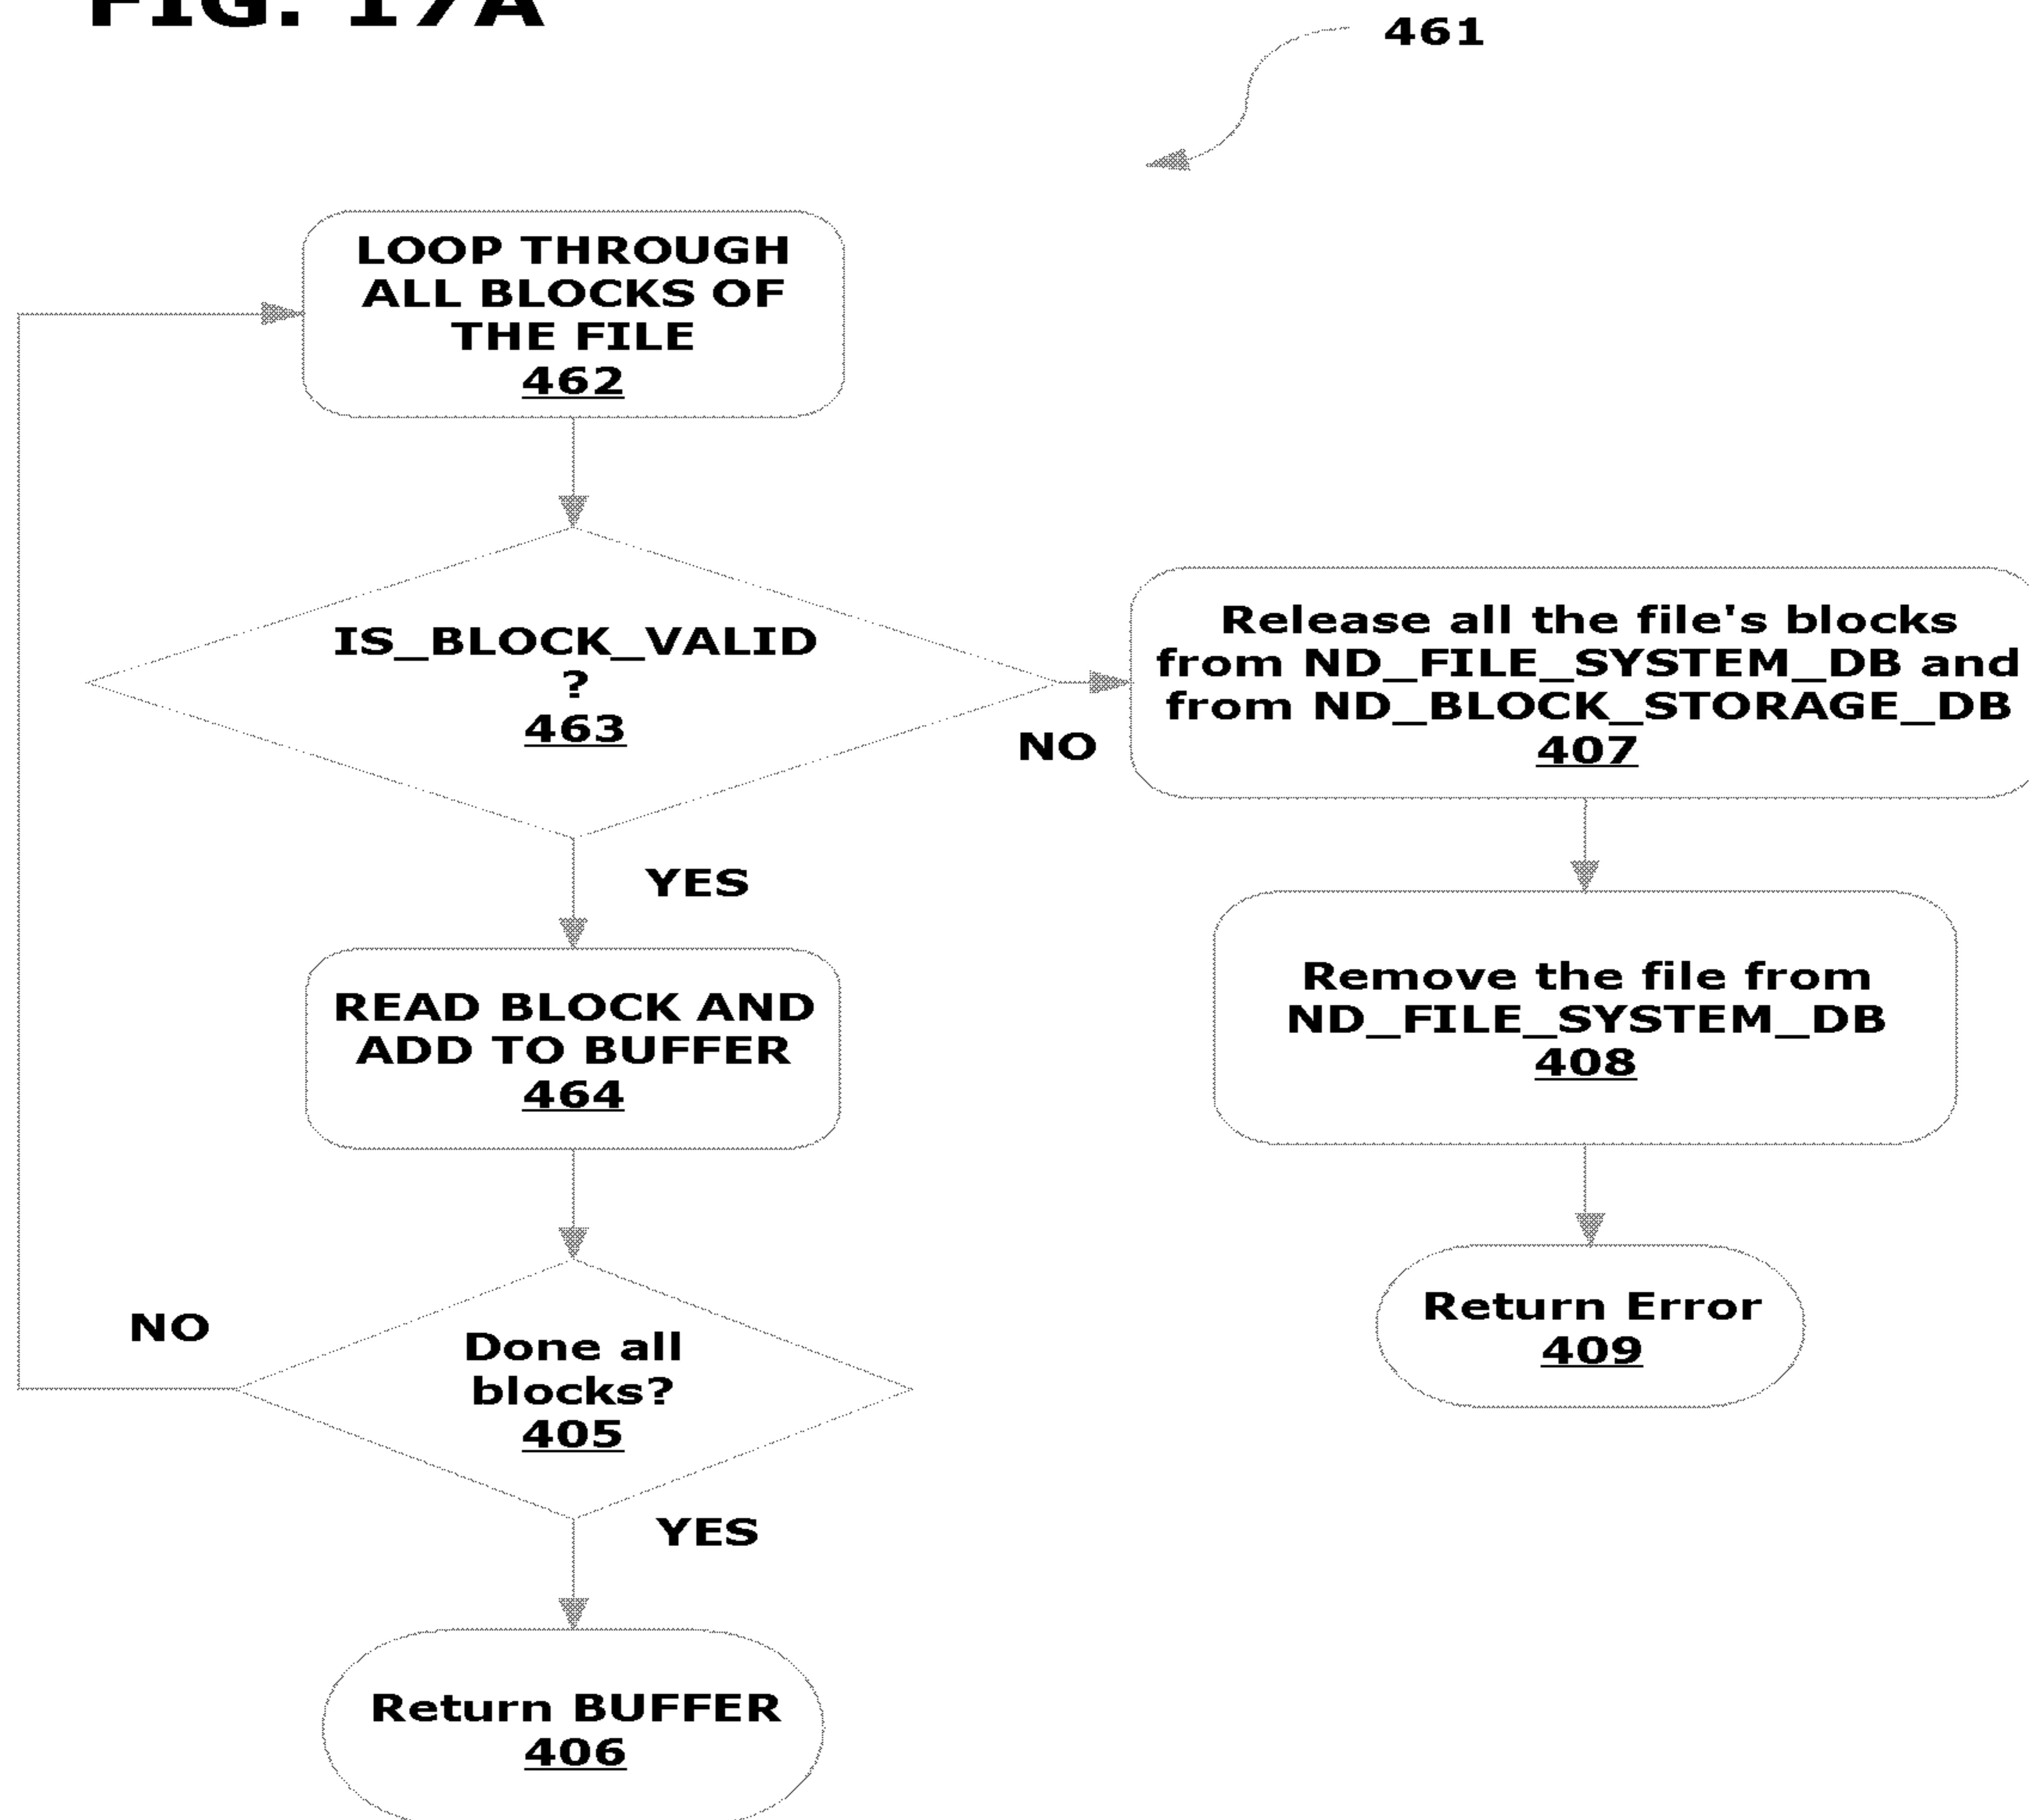 FIG. 17A
461
LOOP THROUGH
ALL BLOCKS OF
THE FILE
462
IS_BLOCK_VALID
?
463
NO
Release all the file's blocks
from ND_FILE_SYSTEM_DB and
from ND_BLOCK_STORAGE_DB
407
YES
Remove the file from
ND_FILE_SYSTEM_DB
408
READ BLOCK AND
ADD TO BUFFER
464
Return Error
409
NO
Done all
blocks?
405
YES
Return BUFFER
406